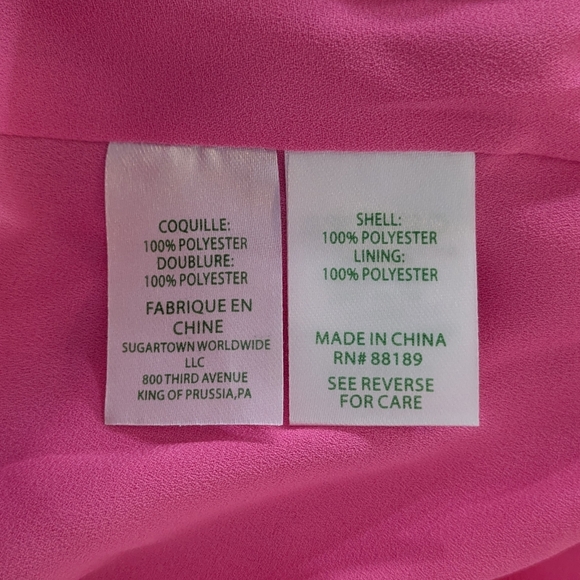 COQUILLE:
100% POLYESTER
DOUBLURE:
100% POLYESTER
FABRIQUE EN
CHINE
SUGARTOWN WORLDWIDE
LLC
800 THIRD AVENUE
KING OF PRUSSIA,PA
SHELL:
100% POLYESTER
LINING:
100% POLYESTER
MADE IN CHINA
RN# 88189
SEE REVERSE
FOR CARE